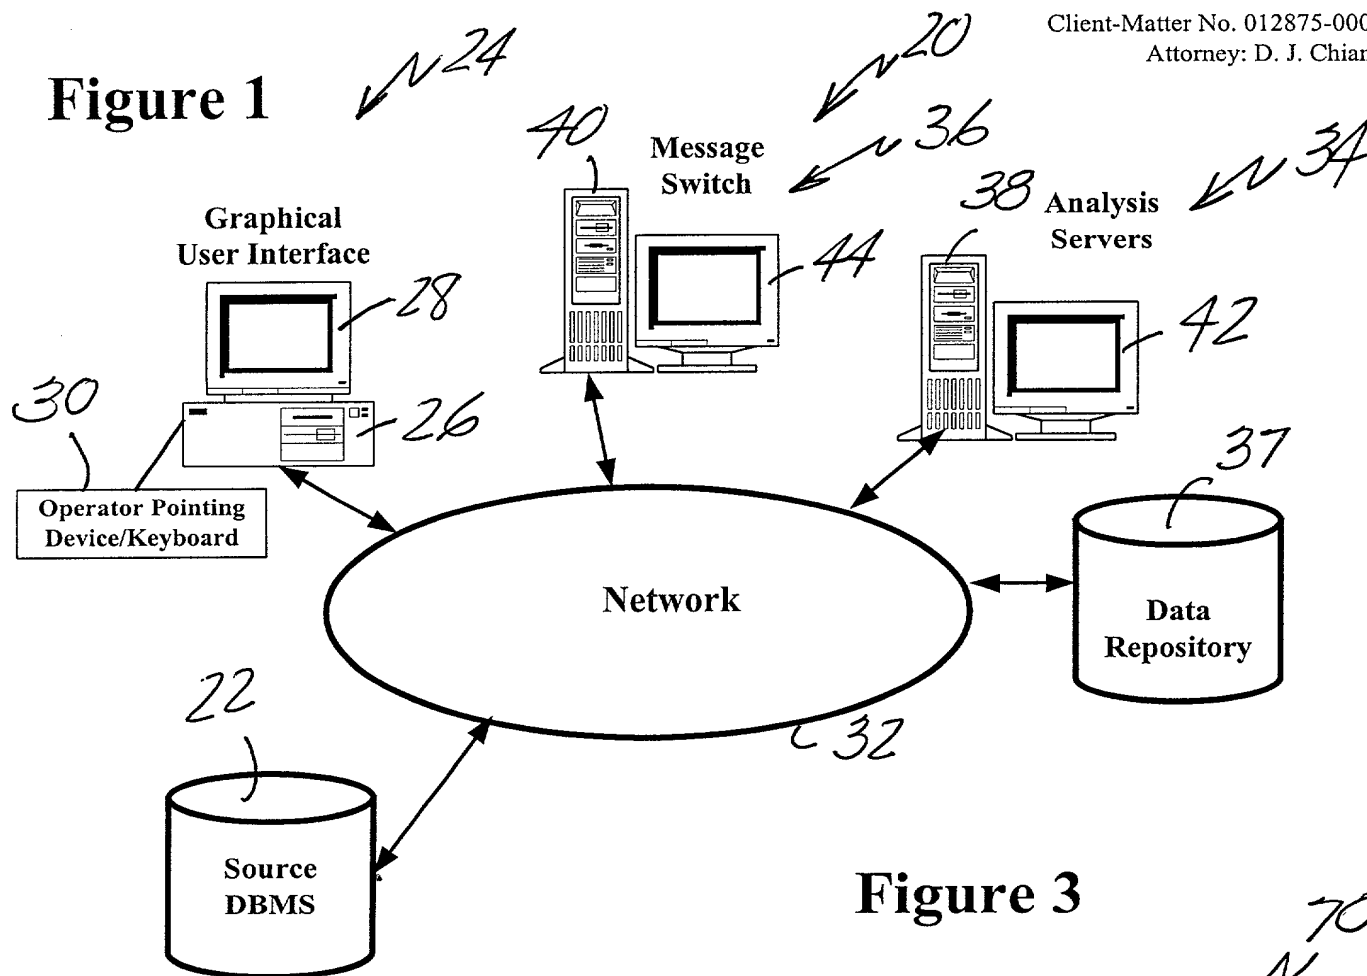 Client-Matter No. 012875-000
Attorney: D. J. Chian
Figure 1
24
20
40
Message
Switch
36
34
38
Analysis
Servers
Graphical
User Interface
28
44
42
30
26
37
Operator Pointing
Device/Keyboard
Network
Data
Repository
22
32
Source
DBMS
Figure 3
70